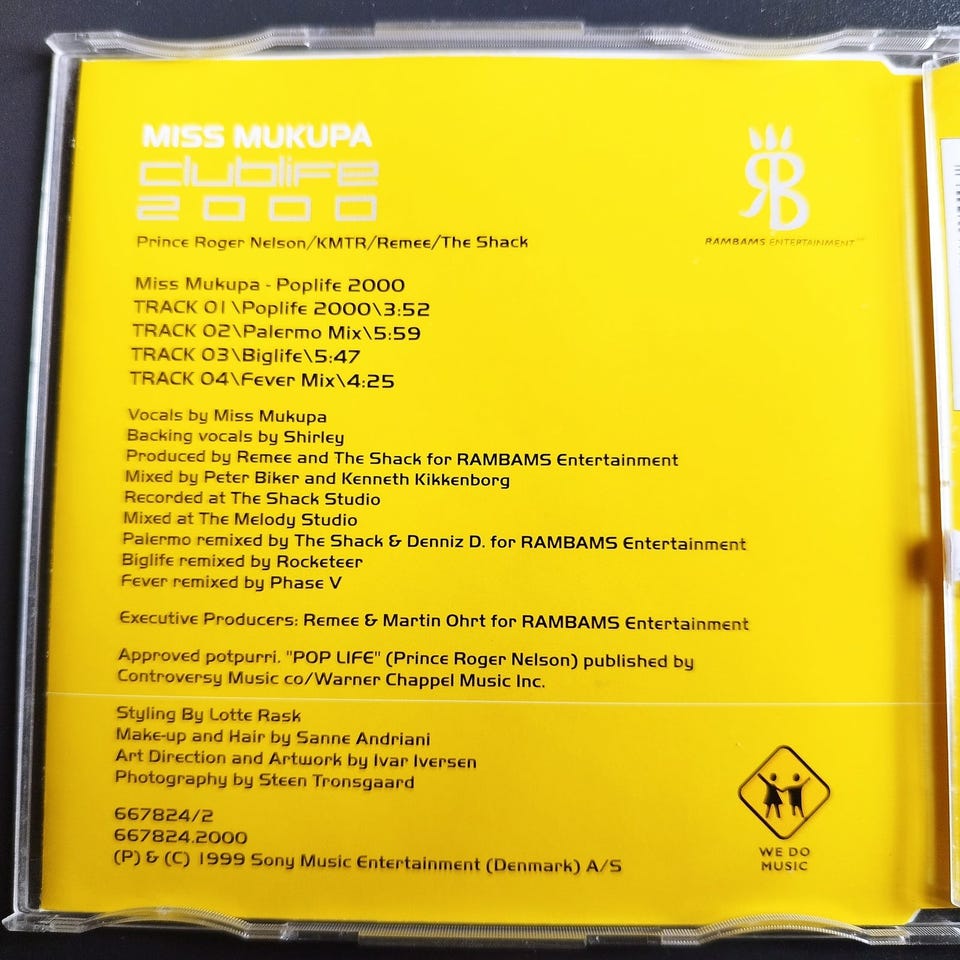 MISS MUKUPA
clublife
2000
Prince Roger Nelson/KMTR/Remee/The Shack
RB
RAMBAMS ENTERTAINMENT
Miss Mukupa - Poplife 2000
TRACK 01\Poplife 2000\3:52
TRACK 02\Palermo Mix\5:59
TRACK 03\Biglife\5:47
TRACK 04\Fever Mix\4:25
Vocals by Miss Mukupa
Backing vocals by Shirley
Produced by Remee and The Shack for RAMBAMS Entertainment
Mixed by Peter Biker and Kenneth Kikkenborg
Recorded at The Shack Studio
Mixed at The Melody Studio
Palermo remixed by The Shack & Denniz D. for RAMBAMS Entertainment
Biglife remixed by Rocketeer
Fever remixed by Phase V
Executive Producers: Remee & Martin Ohrt for RAMBAMS Entertainment
Approved potpurri. "POP LIFE" (Prince Roger Nelson) published by
Controversy Music co/Warner Chappel Music Inc.
Styling By Lotte Rask
Make-up and Hair by Sanne Andriani
Art Direction and Artwork by Ivar Iversen
Photography by Steen Tronsgaard
667824/2
667824.2000
(P) & (C) 1999 Sony Music Entertainment (Denmark) A/S
WE DO
MUSIC